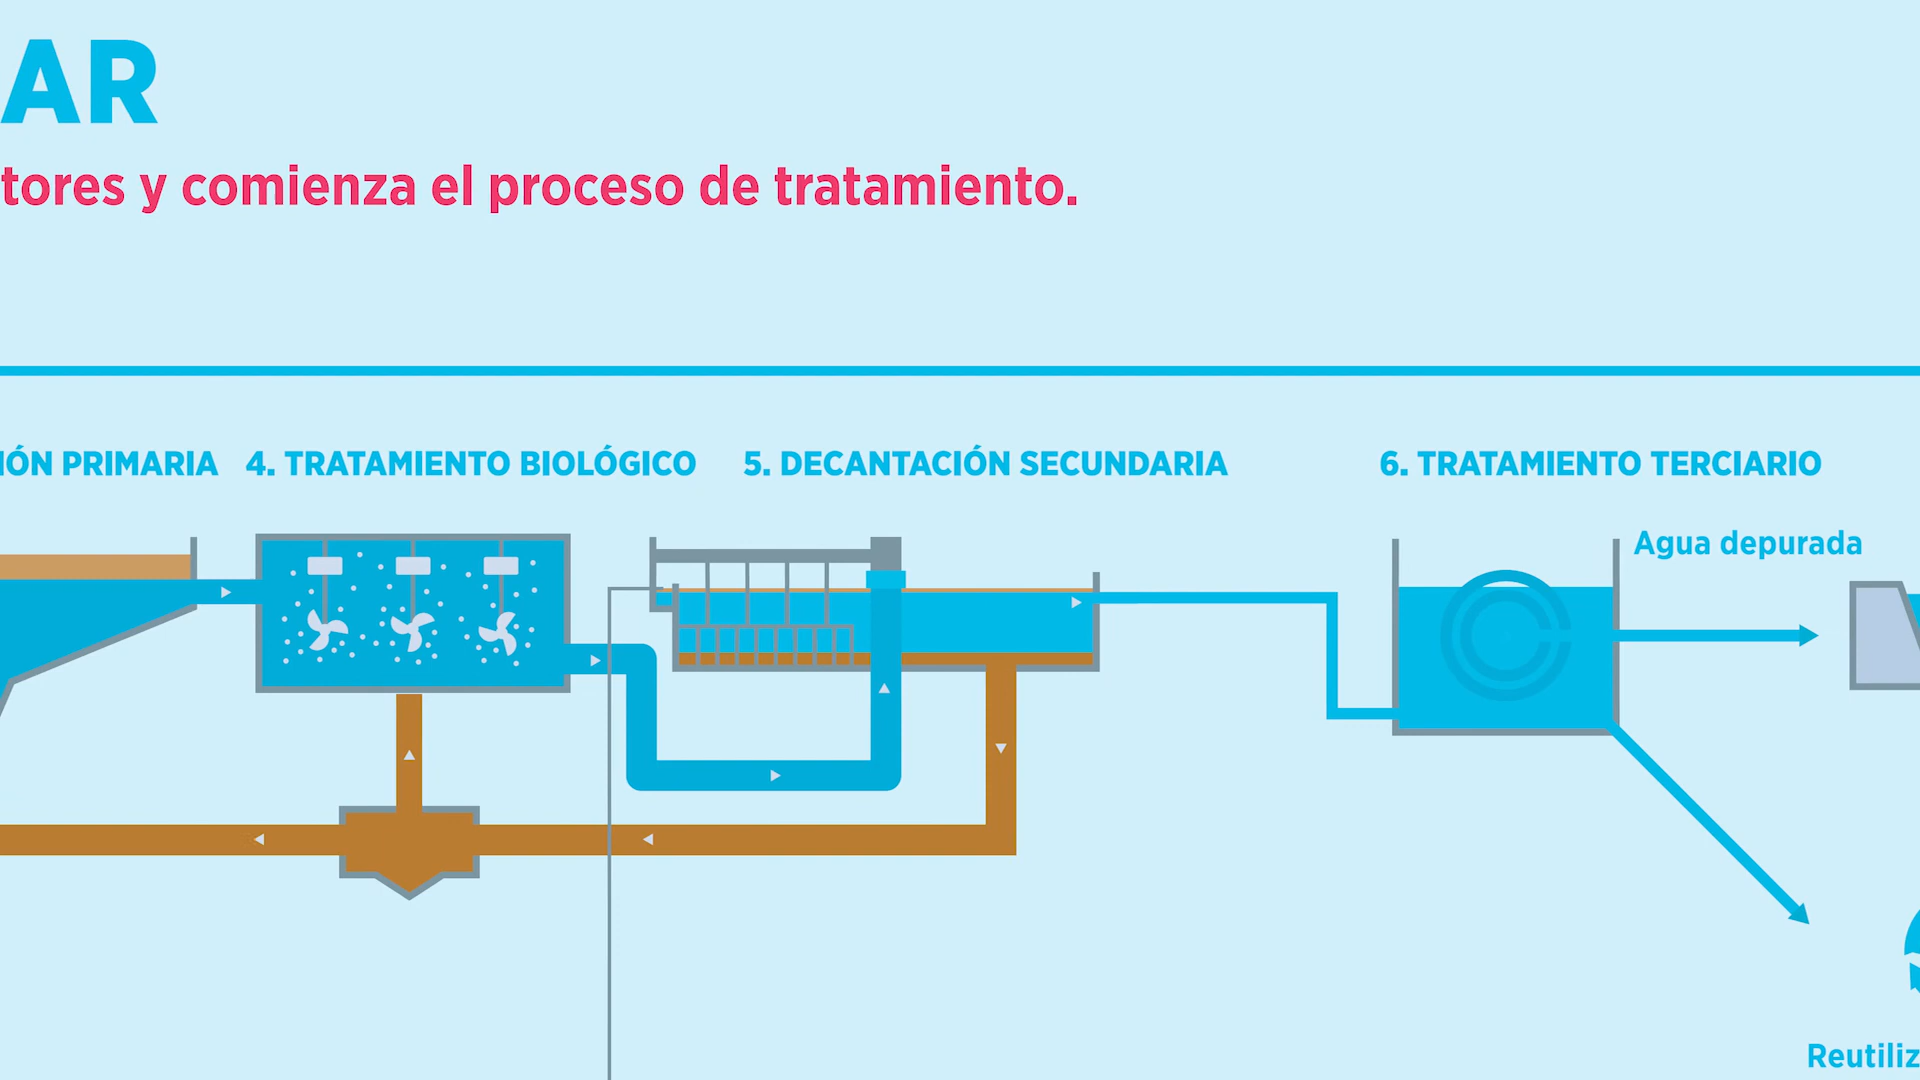 AR
tores y comienza el proceso de tratamiento.
IÓN PRIMARIA
4. TRATAMIENTO BIOLÓGICO
5. DECANTACIÓN SECUNDARIA
6. TRATAMIENTO TERCIARIO
Agua depurada
Reutiliz